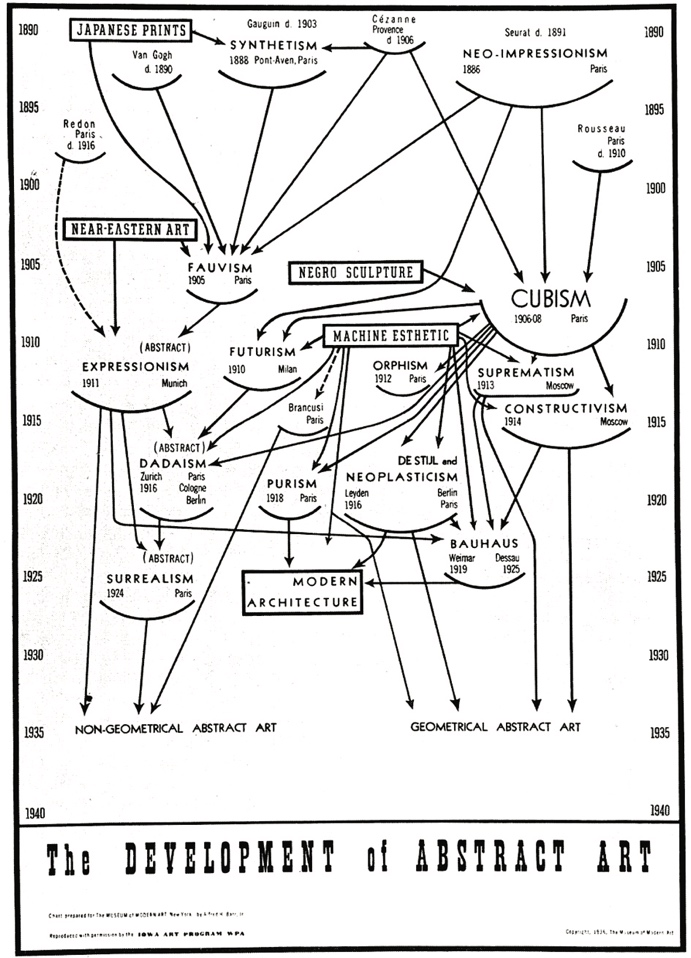 1890
JAPANESE PRINTS
Gauguin d. 1903
SYNTHETISM
1888 Pont-Aven, Paris
Cézanne
Provence
d. 1906
Seurat d. 1891
NEO-IMPRESSIONISM
1886 Paris
1890
Van Gogh
d. 1890
1895
1895
Redon
Paris
d. 1916
Rousseau
Paris
d. 1910
1900
1900
NEAR-EASTERN ART
1905
FAUVISM
1905 Paris
NEGRO SCULPTURE
CUBISM
1906-08 Paris
1905
1910
(ABSTRACT)
EXPRESSIONISM
1911 Munich
FUTURISM
1910 Milan
MACHINE ESTHETIC
ORPHISM
1912 Paris
SUPREMATISM
1913 Moscow
1910
1915
Brancusi
Paris
CONSTRUCTIVISM
1914 Moscow
1915
(ABSTRACT)
DADAISM
Zurich Paris
1916 Cologne
Berlin
PURISM
1918 Paris
DE STIJL and
NEOPLASTICISM
Leyden Berlin
1916 Paris
1920
1920
BAUHAUS
Weimar Dessau
1919 1925
(ABSTRACT)
SURREALISM
1924 Paris
1925
MODERN
ARCHITECTURE
1925
1930
1930
1935
NON-GEOMETRICAL ABSTRACT ART
GEOMETRICAL ABSTRACT ART
1935
1940
1940
The DEVELOPMENT of ABSTRACT ART
Chart prepared for The MUSEUM of MODERN ART New York by Alfred H. Barr, Jr.
Reproduced with permission by the IOWA ART PROGRAM WPA
Copyright, 1936, The Museum of Modern Art